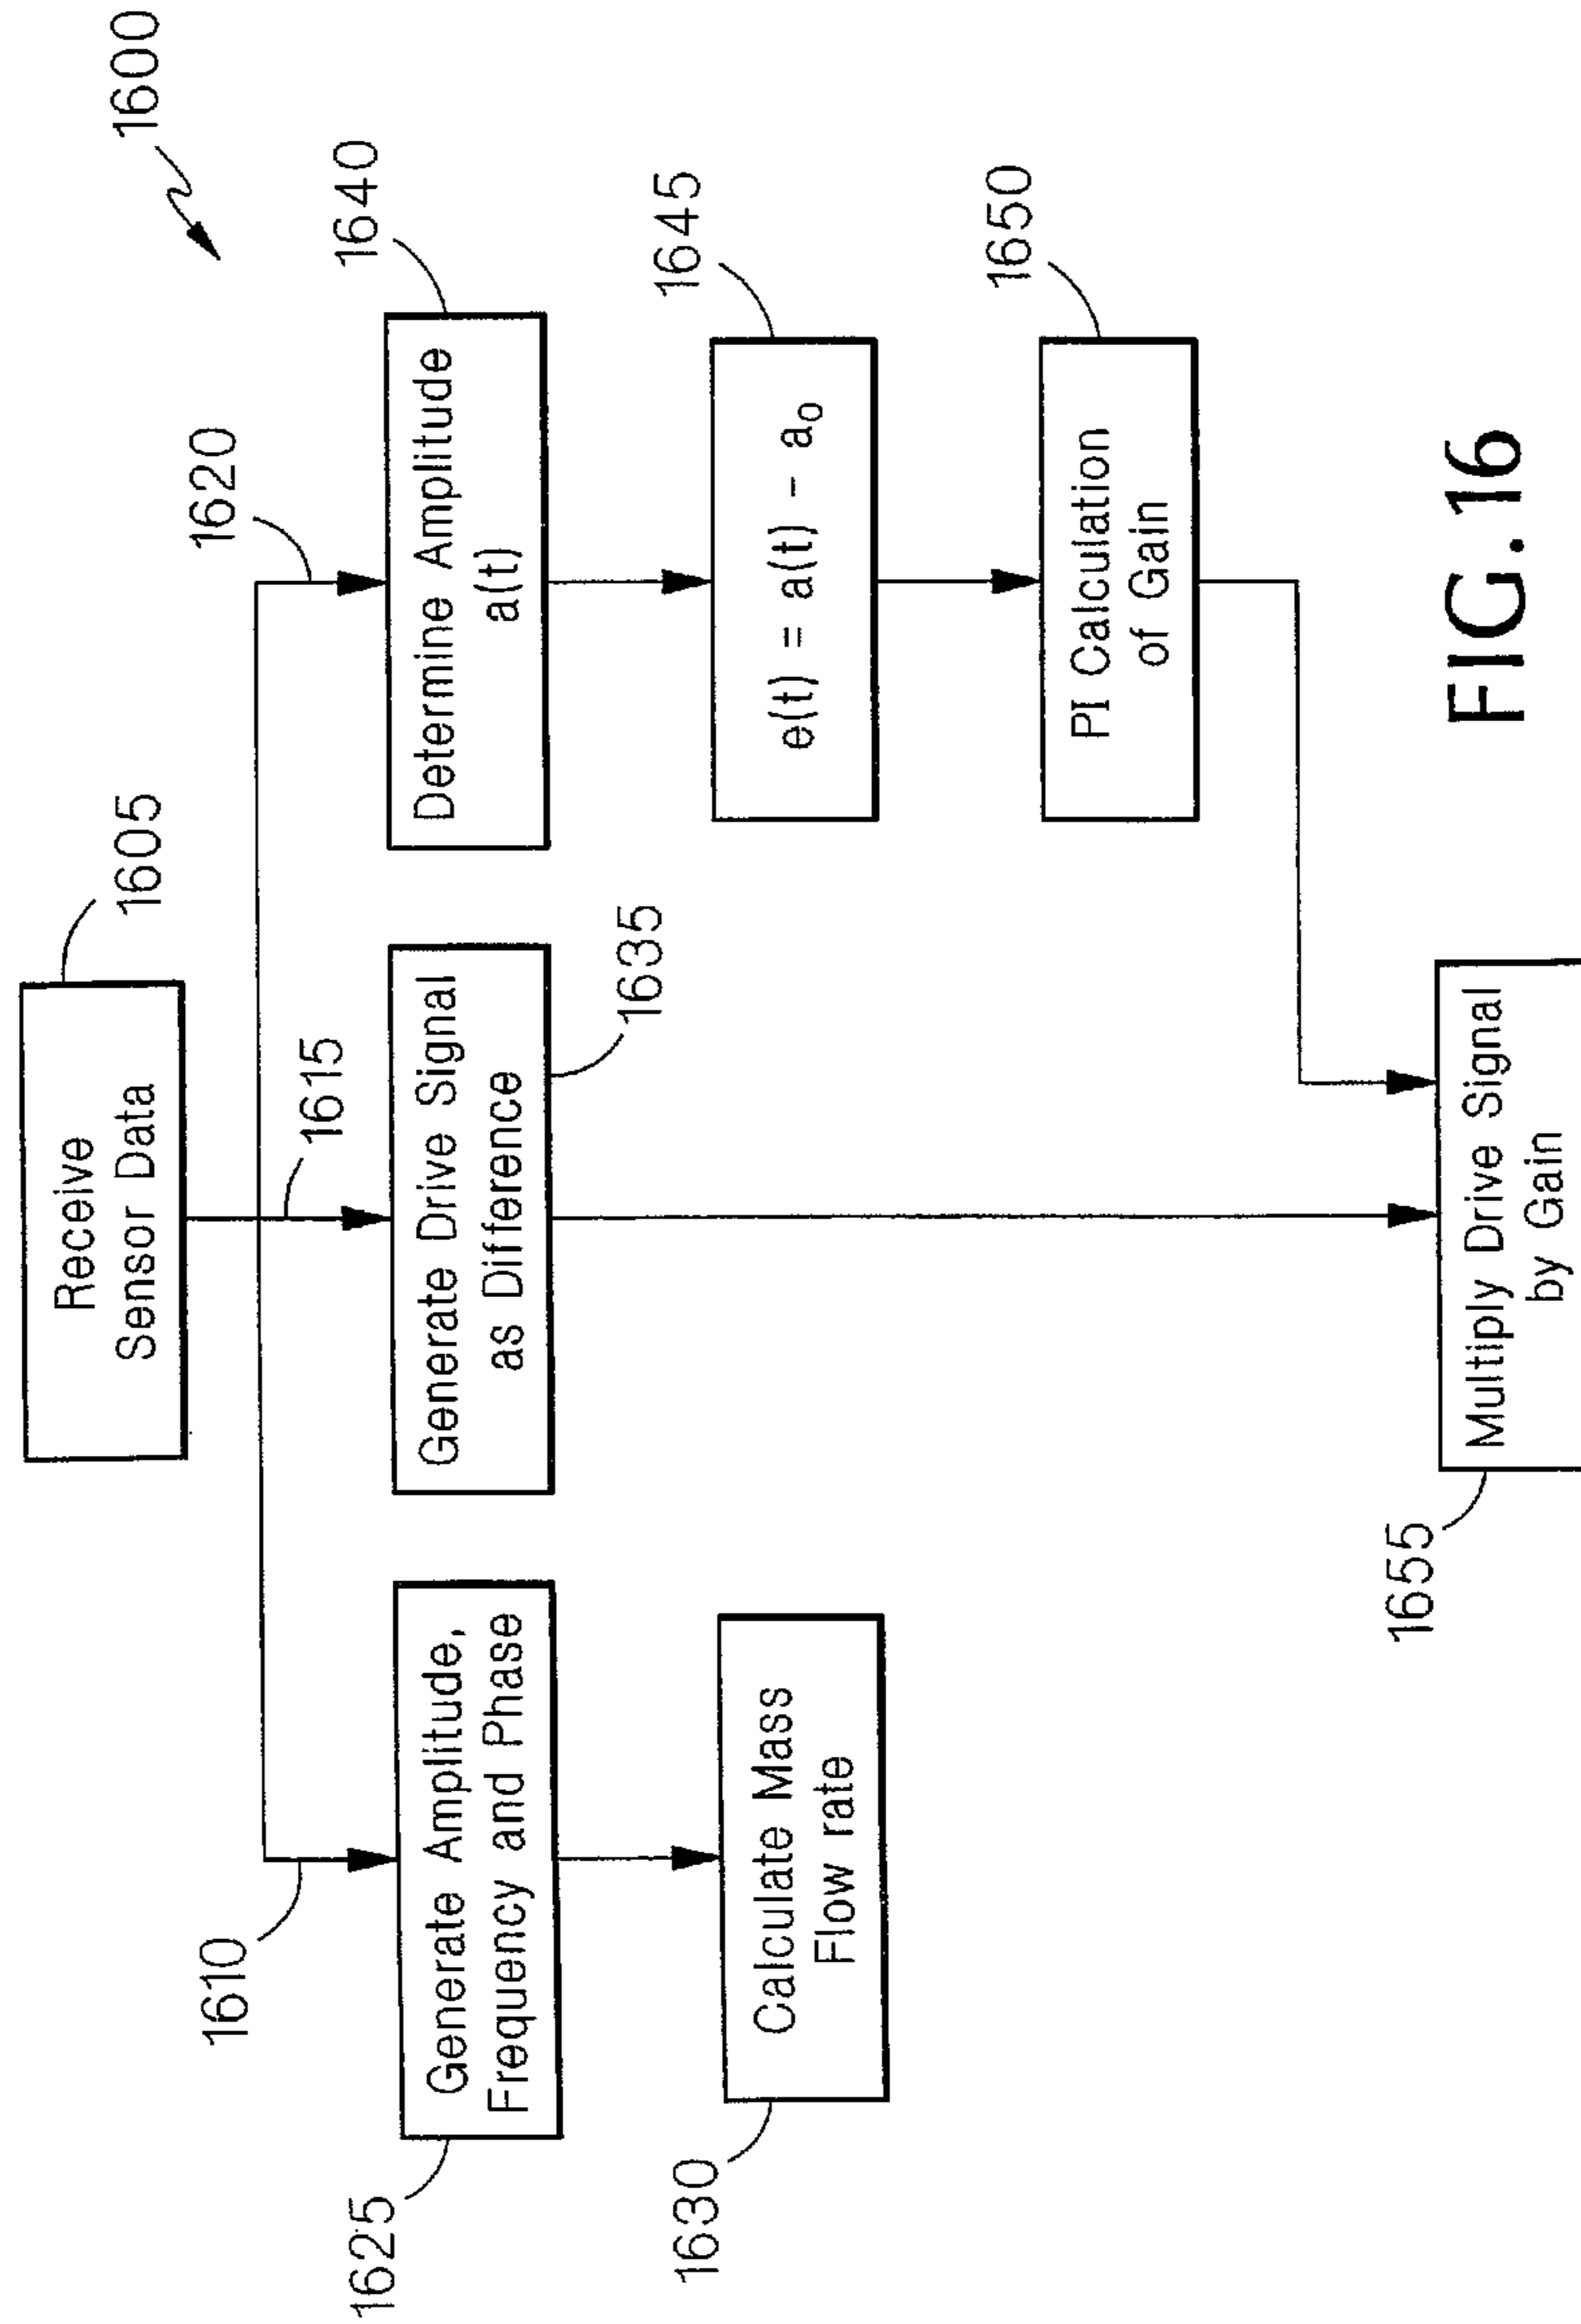 1600
Receive
Sensor Data
1605
1610
1615
1620
1625
Generate Amplitude,
Frequency and Phase
Generate Drive Signal
as Difference
1635
Determine Amplitude
a(t)
1640
1630
Calculate Mass
Flow rate
e(t) = a(t) - a₀
1645
PI Calculation
of Gain
1650
1655
Multiply Drive Signal
by Gain
FIG.16